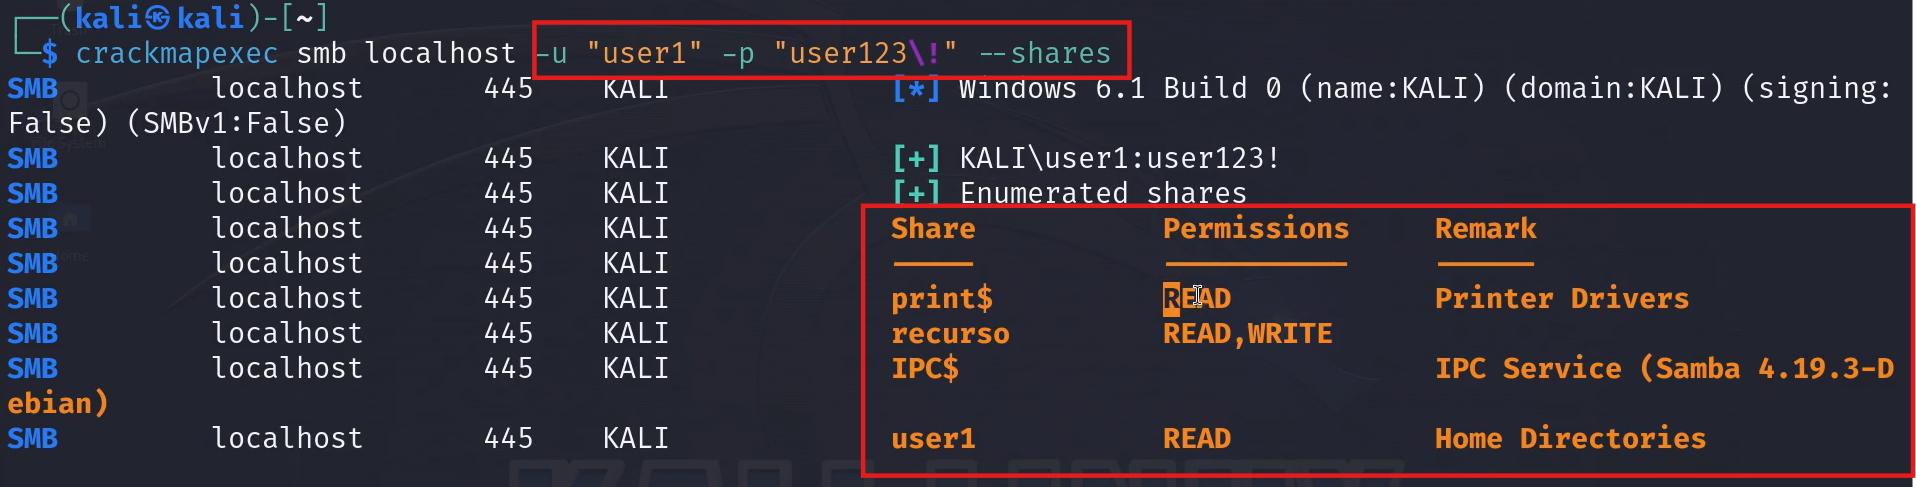 ┌──(kali㉿kali)-[~]
└─$ crackmapexec smb localhost -u "user1" -p "user123\!" --shares
SMB         localhost       445    KALI             [*] Windows 6.1 Build 0 (name:KALI) (domain:KALI) (signing:
False) (SMBv1:False)
SMB         localhost       445    KALI             [+] KALI\user1:user123!
SMB         localhost       445    KALI             [+] Enumerated shares
SMB         localhost       445    KALI             Share           Permissions     Remark
SMB         localhost       445    KALI             -----           -----------     ------
SMB         localhost       445    KALI             print$          READ            Printer Drivers
SMB         localhost       445    KALI             recurso         READ,WRITE
SMB         localhost       445    KALI             IPC$                            IPC Service (Samba 4.19.3-D
ebian)
SMB         localhost       445    KALI             user1           READ            Home Directories